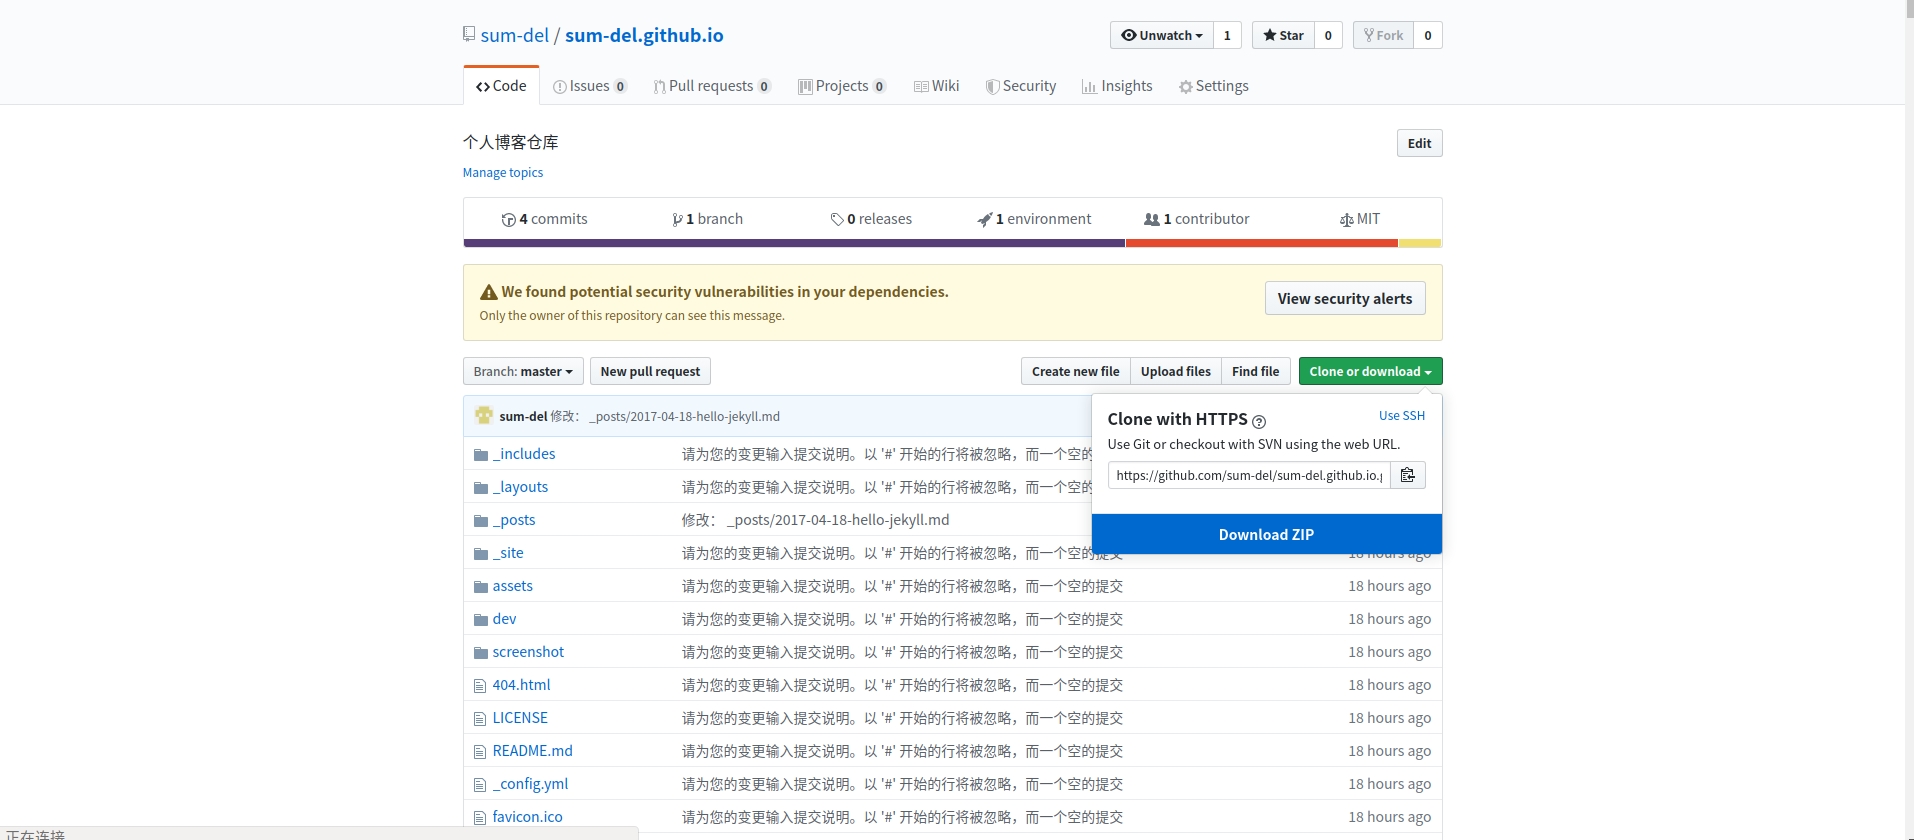 sum-del / sum-del.github.io
Unwatch 1 Star 0 Fork 0
Code Issues 0 Pull requests 0 Projects 0 Wiki Security Insights Settings
个人博客仓库 Edit
Manage topics
4 commits 1 branch 0 releases 1 environment 1 contributor MIT
We found potential security vulnerabilities in your dependencies.
Only the owner of this repository can see this message.
View security alerts
Branch: master New pull request Create new file Upload files Find file Clone or download
sum-del 修改： _posts/2017-04-18-hello-jekyll.md
Clone with HTTPS ? Use SSH
Use Git or checkout with SVN using the web URL.
https://github.com/sum-del/sum-del.github.io.
Download ZIP
_includes 请为您的变更输入提交说明。以 '#' 开始的行将被忽略，而一个空的
_layouts 请为您的变更输入提交说明。以 '#' 开始的行将被忽略，而一个空的
_posts 修改： _posts/2017-04-18-hello-jekyll.md
_site 请为您的变更输入提交说明。以 '#' 开始的行将被忽略，而一个空的提交 18 hours ago
assets 请为您的变更输入提交说明。以 '#' 开始的行将被忽略，而一个空的提交 18 hours ago
dev 请为您的变更输入提交说明。以 '#' 开始的行将被忽略，而一个空的提交 18 hours ago
screenshot 请为您的变更输入提交说明。以 '#' 开始的行将被忽略，而一个空的提交 18 hours ago
404.html 请为您的变更输入提交说明。以 '#' 开始的行将被忽略，而一个空的提交 18 hours ago
LICENSE 请为您的变更输入提交说明。以 '#' 开始的行将被忽略，而一个空的提交 18 hours ago
README.md 请为您的变更输入提交说明。以 '#' 开始的行将被忽略，而一个空的提交 18 hours ago
_config.yml 请为您的变更输入提交说明。以 '#' 开始的行将被忽略，而一个空的提交 18 hours ago
favicon.ico 请为您的变更输入提交说明。以 '#' 开始的行将被忽略，而一个空的提交 18 hours ago
正在连接